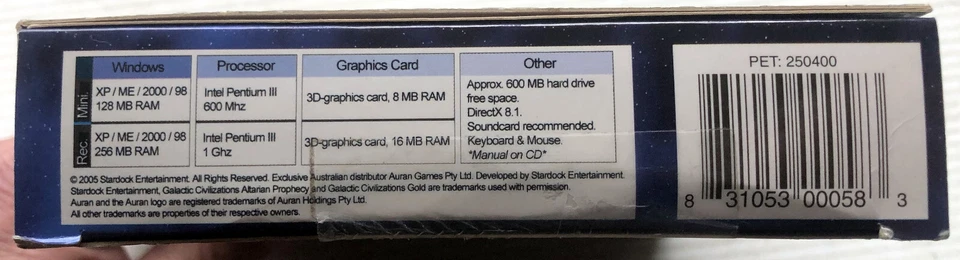 Windows
Processor
Graphics Card
Other
Mini.
XP / ME / 2000 / 98
128 MB RAM
Intel Pentium III
600 Mhz
3D-graphics card, 8 MB RAM
Rec.
XP / ME / 2000 / 98
256 MB RAM
Intel Pentium III
1 Ghz
3D-graphics card, 16 MB RAM
Approx. 600 MB hard drive
free space.
DirectX 8.1.
Soundcard recommended.
Keyboard & Mouse.
*Manual on CD*
© 2005 Stardock Entertainment. All Rights Reserved. Exclusive Australian distributor Auran Games Pty Ltd. Developed by Stardock Entertainment.
Stardock Entertainment, Galactic Civilizations Altarian Prophecy and Galactic Civilizations Gold are trademarks used with permission.
Auran and the Auran logo are registered trademarks of Auran Holdings Pty Ltd.
All other trademarks are properties of their respective owners.
PET: 250400
8 31053 00058 3